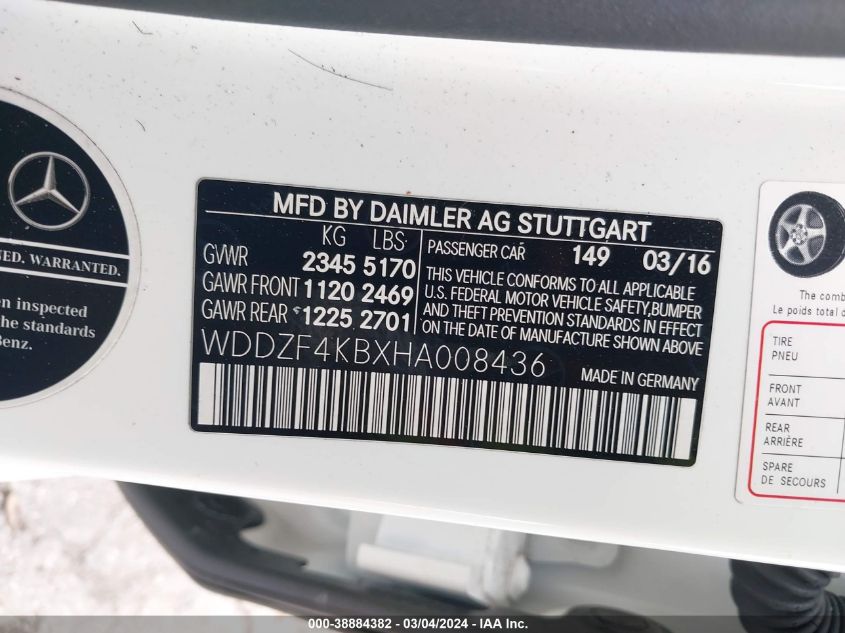 MFD BY DAIMLER AG STUTTGART
KG LBS
GVWR 2345 5170
GAWR FRONT 1120 2469
GAWR REAR 1225 2701
PASSENGER CAR 149 03/16
THIS VEHICLE CONFORMS TO ALL APPLICABLE
U.S. FEDERAL MOTOR VEHICLE SAFETY, BUMPER
AND THEFT PREVENTION STANDARDS IN EFFECT
ON THE DATE OF MANUFACTURE SHOWN ABOVE
WDDZF4KBXHA008436
MADE IN GERMANY
NED. WARRANTED.
en inspected
the standards
Benz.
The comb
Le poids total d
TIRE
PNEU
FRONT
AVANT
REAR
ARRIÈRE
SPARE
DE SECOURS
000-38884382 - 03/04/2024 - IAA Inc.